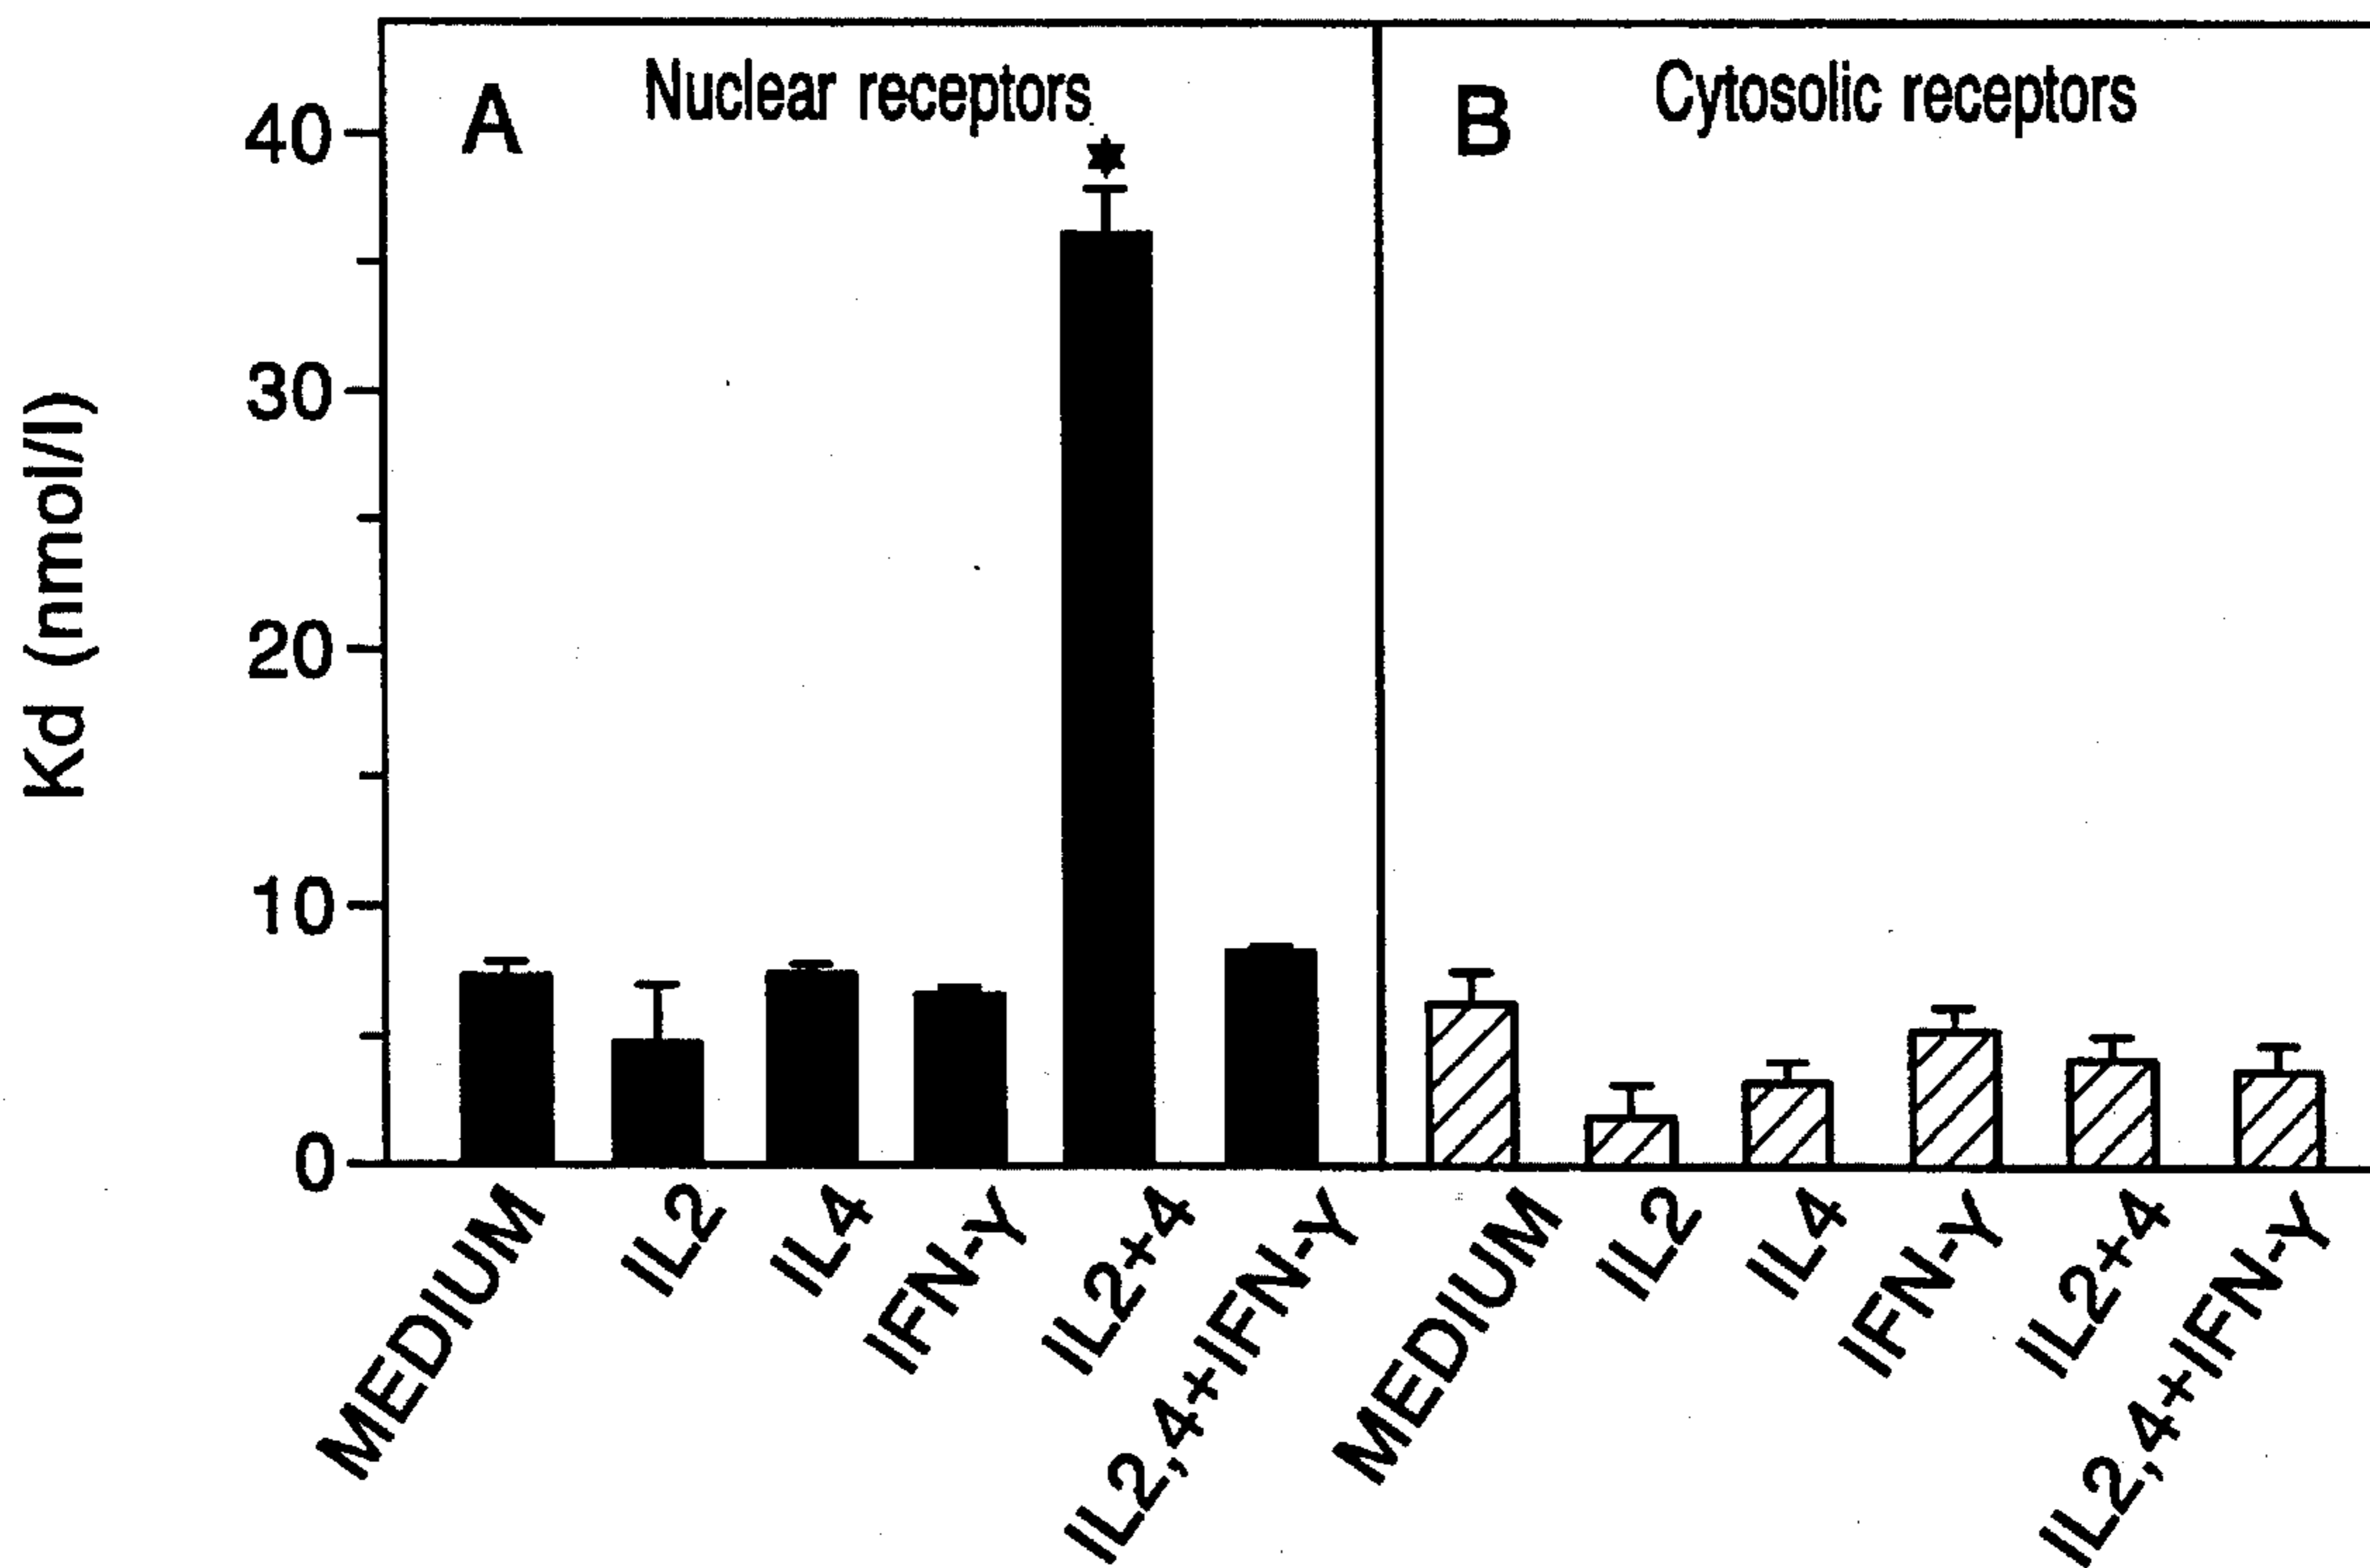 A
Nuclear receptors
B
Cytosolic receptors
Kd (nmol/l)
40
30
20
10
0
MEDIUM
IL2
IL4
IFN-γ
IL2+4
IL2,4+IFN-γ
MEDIUM
IL2
IL4
IFN-γ
IL2+4
IL2,4+IFN-γ